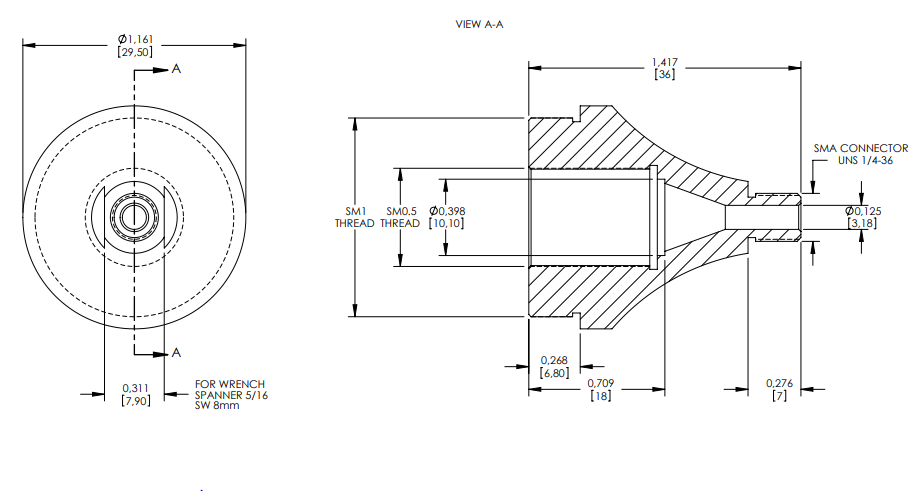 VIEW A-A
Ø1,161
[29,50]
A
A
0,311
[7,90]
FOR WRENCH
SPANNER 5/16
SW 8mm
1,417
[36]
SMA CONNECTOR
UNS 1/4-36
SM1
THREAD
SM0.5
THREAD
Ø0,398
[10,10]
Ø0,125
[3,18]
0,268
[6,80]
0,709
[18]
0,276
[7]